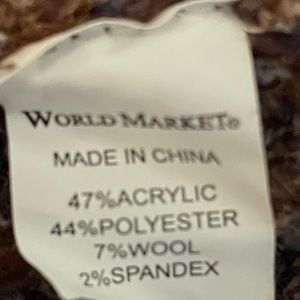 WORLD MARKET®
MADE IN CHINA
47%ACRYLIC
44%POLYESTER
7%WOOL
2%SPANDEX